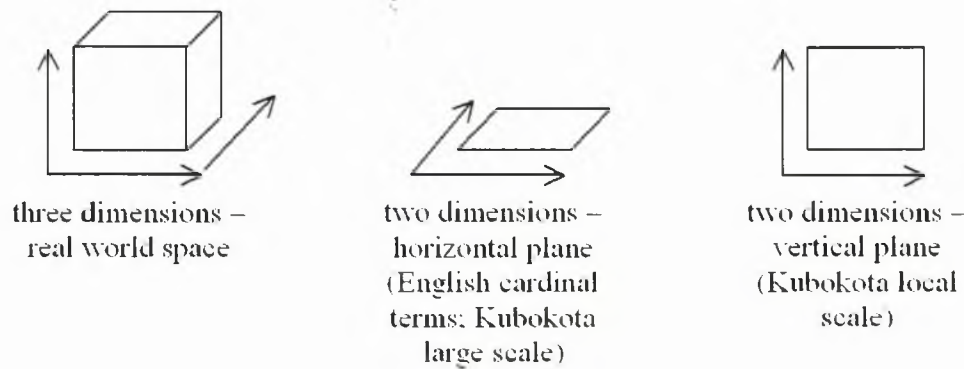 three dimensions –
real world space
two dimensions –
horizontal plane
(English cardinal
terms; Kubokota
large scale)
two dimensions –
vertical plane
(Kubokota local
scale)